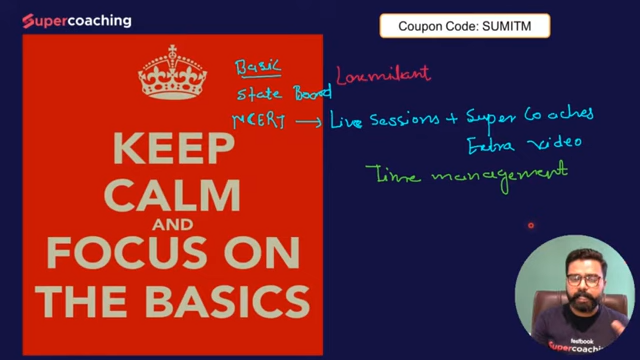 Supercoaching
Coupon Code: SUMITM
KEEP
CALM
AND
FOCUS ON
THE BASICS
Basic
Laxmikant
State Board
NCERT → Live Sessions + Super Coaches
Extra video
Time management
testbook
Supercoaching